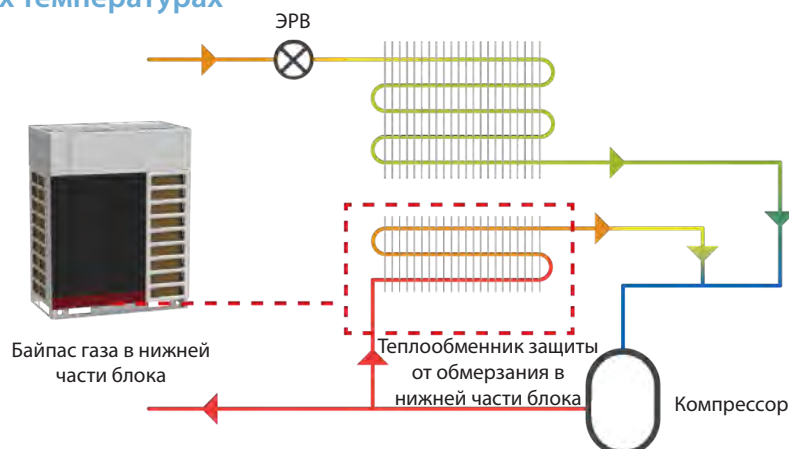 х температурах
ЭРВ
Байпас газа в нижней
части блока
Теплообменник защиты
от обмерзания в
нижней части блока
Компрессор